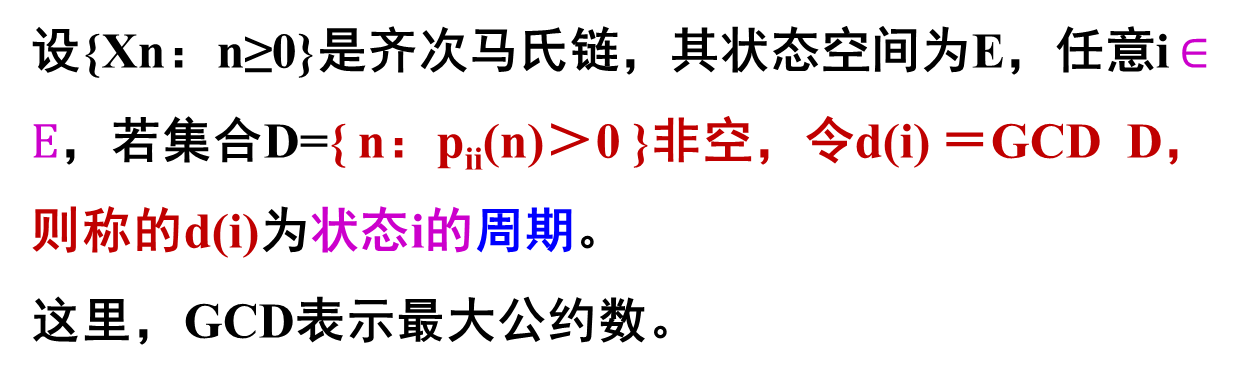 设{Xn：n≥0}是齐次马氏链，其状态空间为E，任意i∈
E，若集合D={ n：pii(n)＞0 }非空，令d(i) ＝GCD D，
则称的d(i)为状态i的周期。
这里，GCD表示最大公约数。